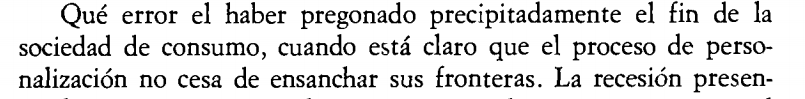 Qué error el haber pregonado precipitadamente el fin de la
sociedad de consumo, cuando está claro que el proceso de perso-
nalización no cesa de ensanchar sus fronteras. La recesión presen-